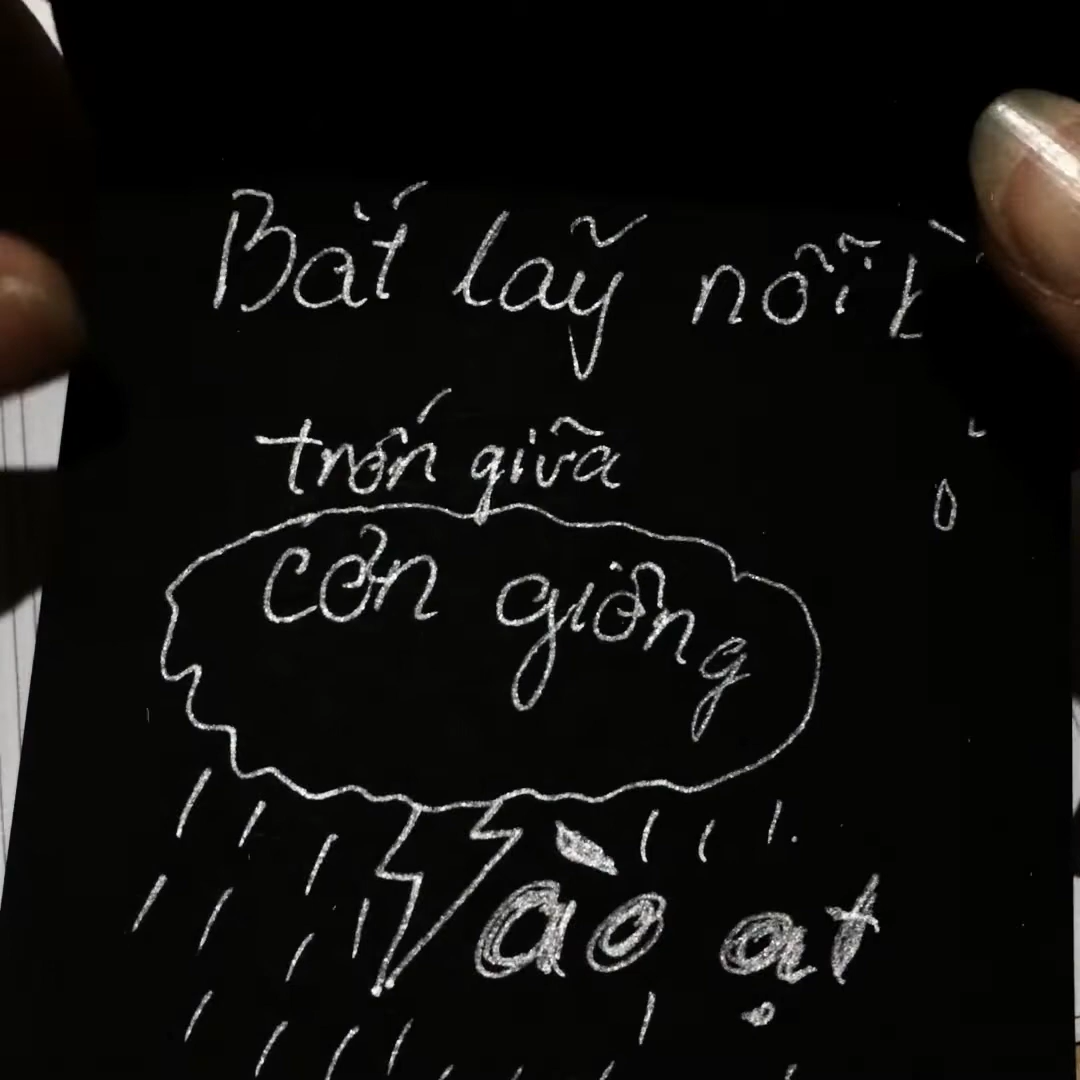 Bắt lấy nỗi
trốn giữa
cơn giông
ào ạt